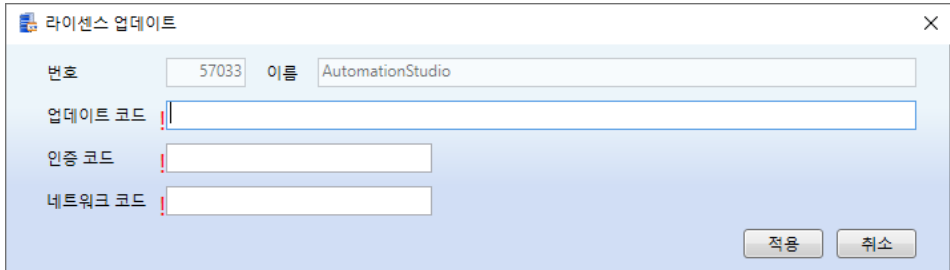 라이센스 업데이트
번호 57033 이름 AutomationStudio
업데이트 코드 !
인증 코드 !
네트워크 코드 !
적용 취소